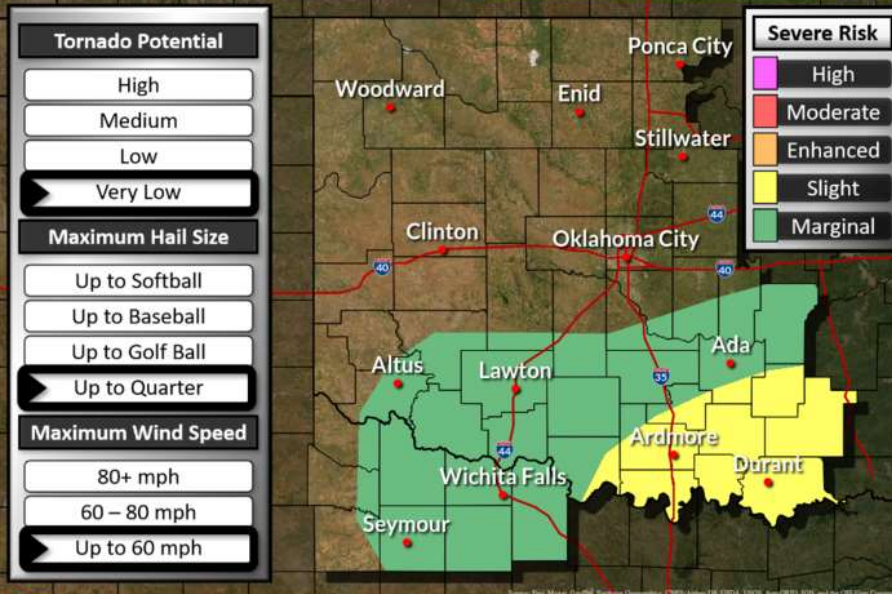 Tornado Potential
High
Medium
Low
Very Low
Maximum Hail Size
Up to Softball
Up to Baseball
Up to Golf Ball
Up to Quarter
Maximum Wind Speed
80+ mph
60 – 80 mph
Up to 60 mph
Ponca City
Woodward
Enid
Stillwater
44
Clinton
Oklahoma City
40
40
Ada
Altus
Lawton
35
Ardmore
44
Durant
Wichita Falls
Seymour
Severe Risk
High
Moderate
Enhanced
Slight
Marginal